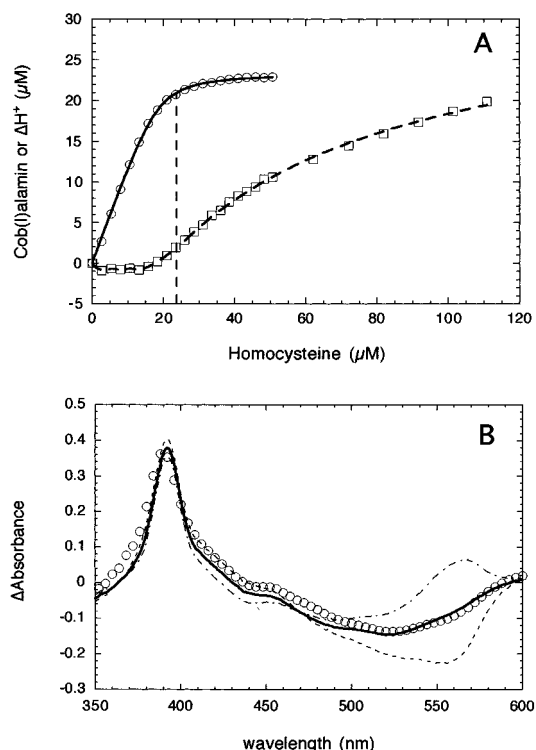 A
Cob(I)alamin or ΔH⁺ (μM)
30
25
20
15
10
5
0
-5
0 20 40 60 80 100 120
Homocysteine (μM)
B
ΔAbsorbance
0.5
0.4
0.3
0.2
0.1
0
-0.1
-0.2
-0.3
350 400 450 500 550 600
wavelength (nm)